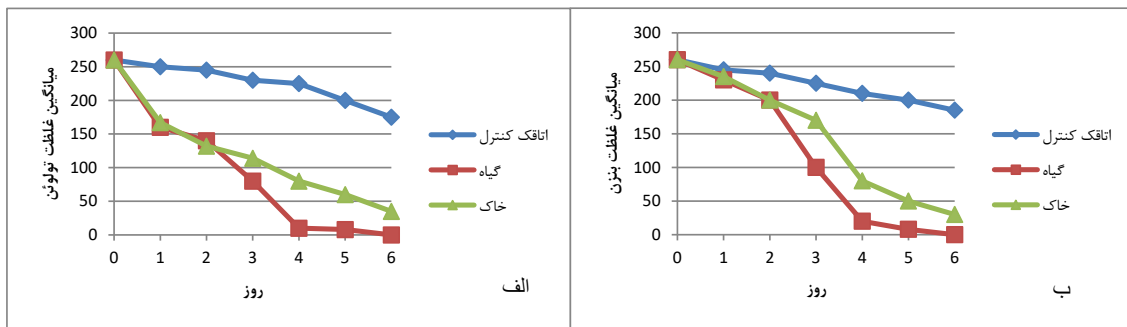 300
250
200
150
100
50
0
میانگین غلظت تولوئن
0 1 2 3 4 5 6
روز
اتاقک کنترل
گیاه
خاک
الف
300
250
200
150
100
50
0
میانگین غلظت بنزن
0 1 2 3 4 5 6
روز
اتاقک کنترل
گیاه
خاک
ب